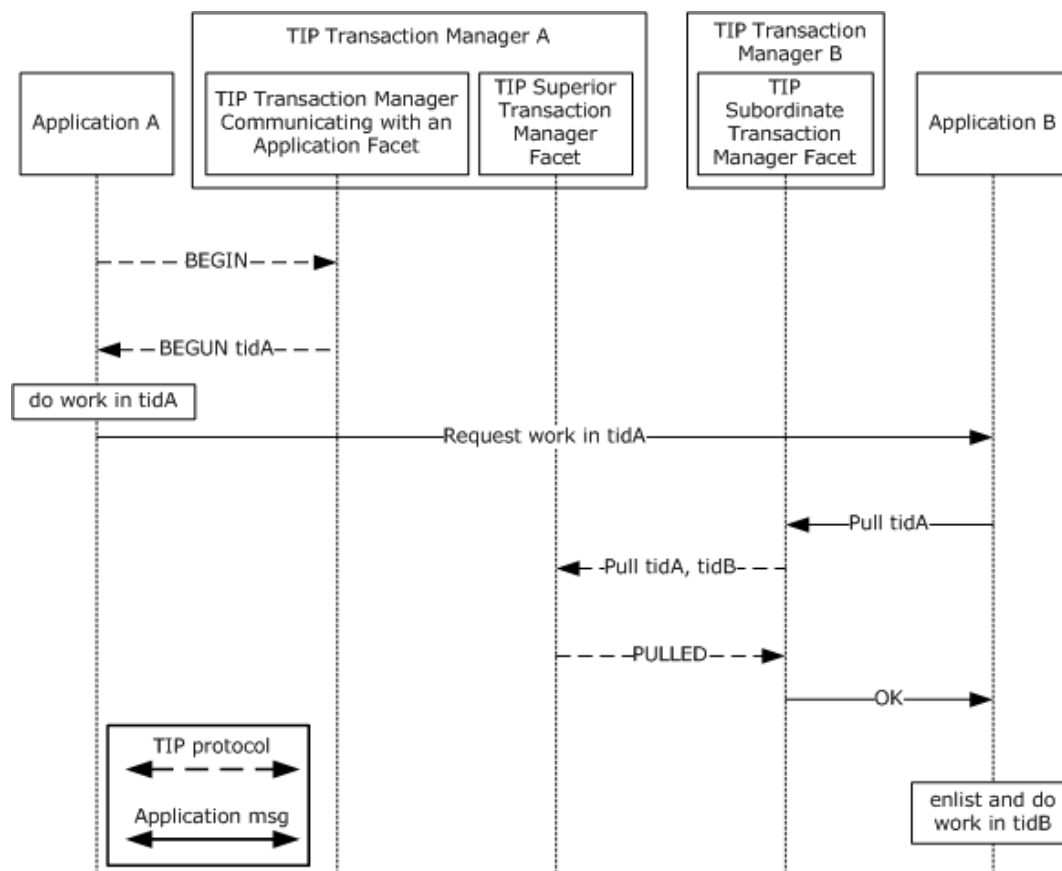 TIP Transaction Manager A
TIP Transaction
Manager B
Application A
TIP Transaction Manager
Communicating with an
Application Facet
TIP Superior
Transaction
Manager
Facet
TIP
Subordinate
Transaction
Manager Facet
Application B
BEGIN
BEGUN tidA
do work in tidA
Request work in tidA
Pull tidA
Pull tidA, tidB
PULLED
OK
TIP protocol
Application msg
enlist and do
work in tidB